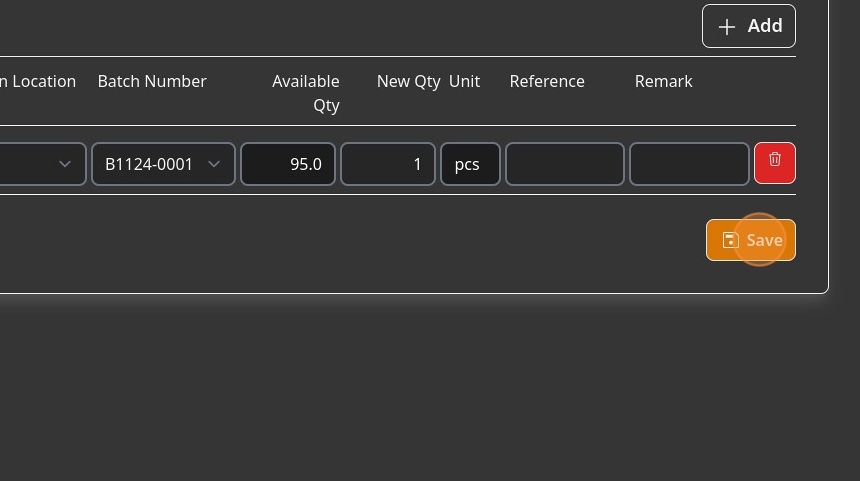 Add
n Location Batch Number Available Qty New Qty Unit Reference Remark
B1124-0001 95.0 1 pcs
Save